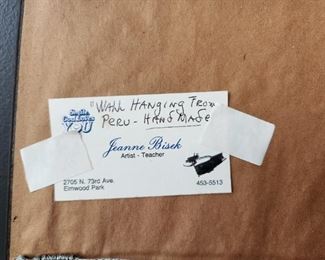 "WALL HANGING FROM
PERU - HAND MADE
Smile
God Loves
YOU
Jeanne Bisek
Artist - Teacher
2705 N. 73rd Ave.
Elmwood Park
453-5513